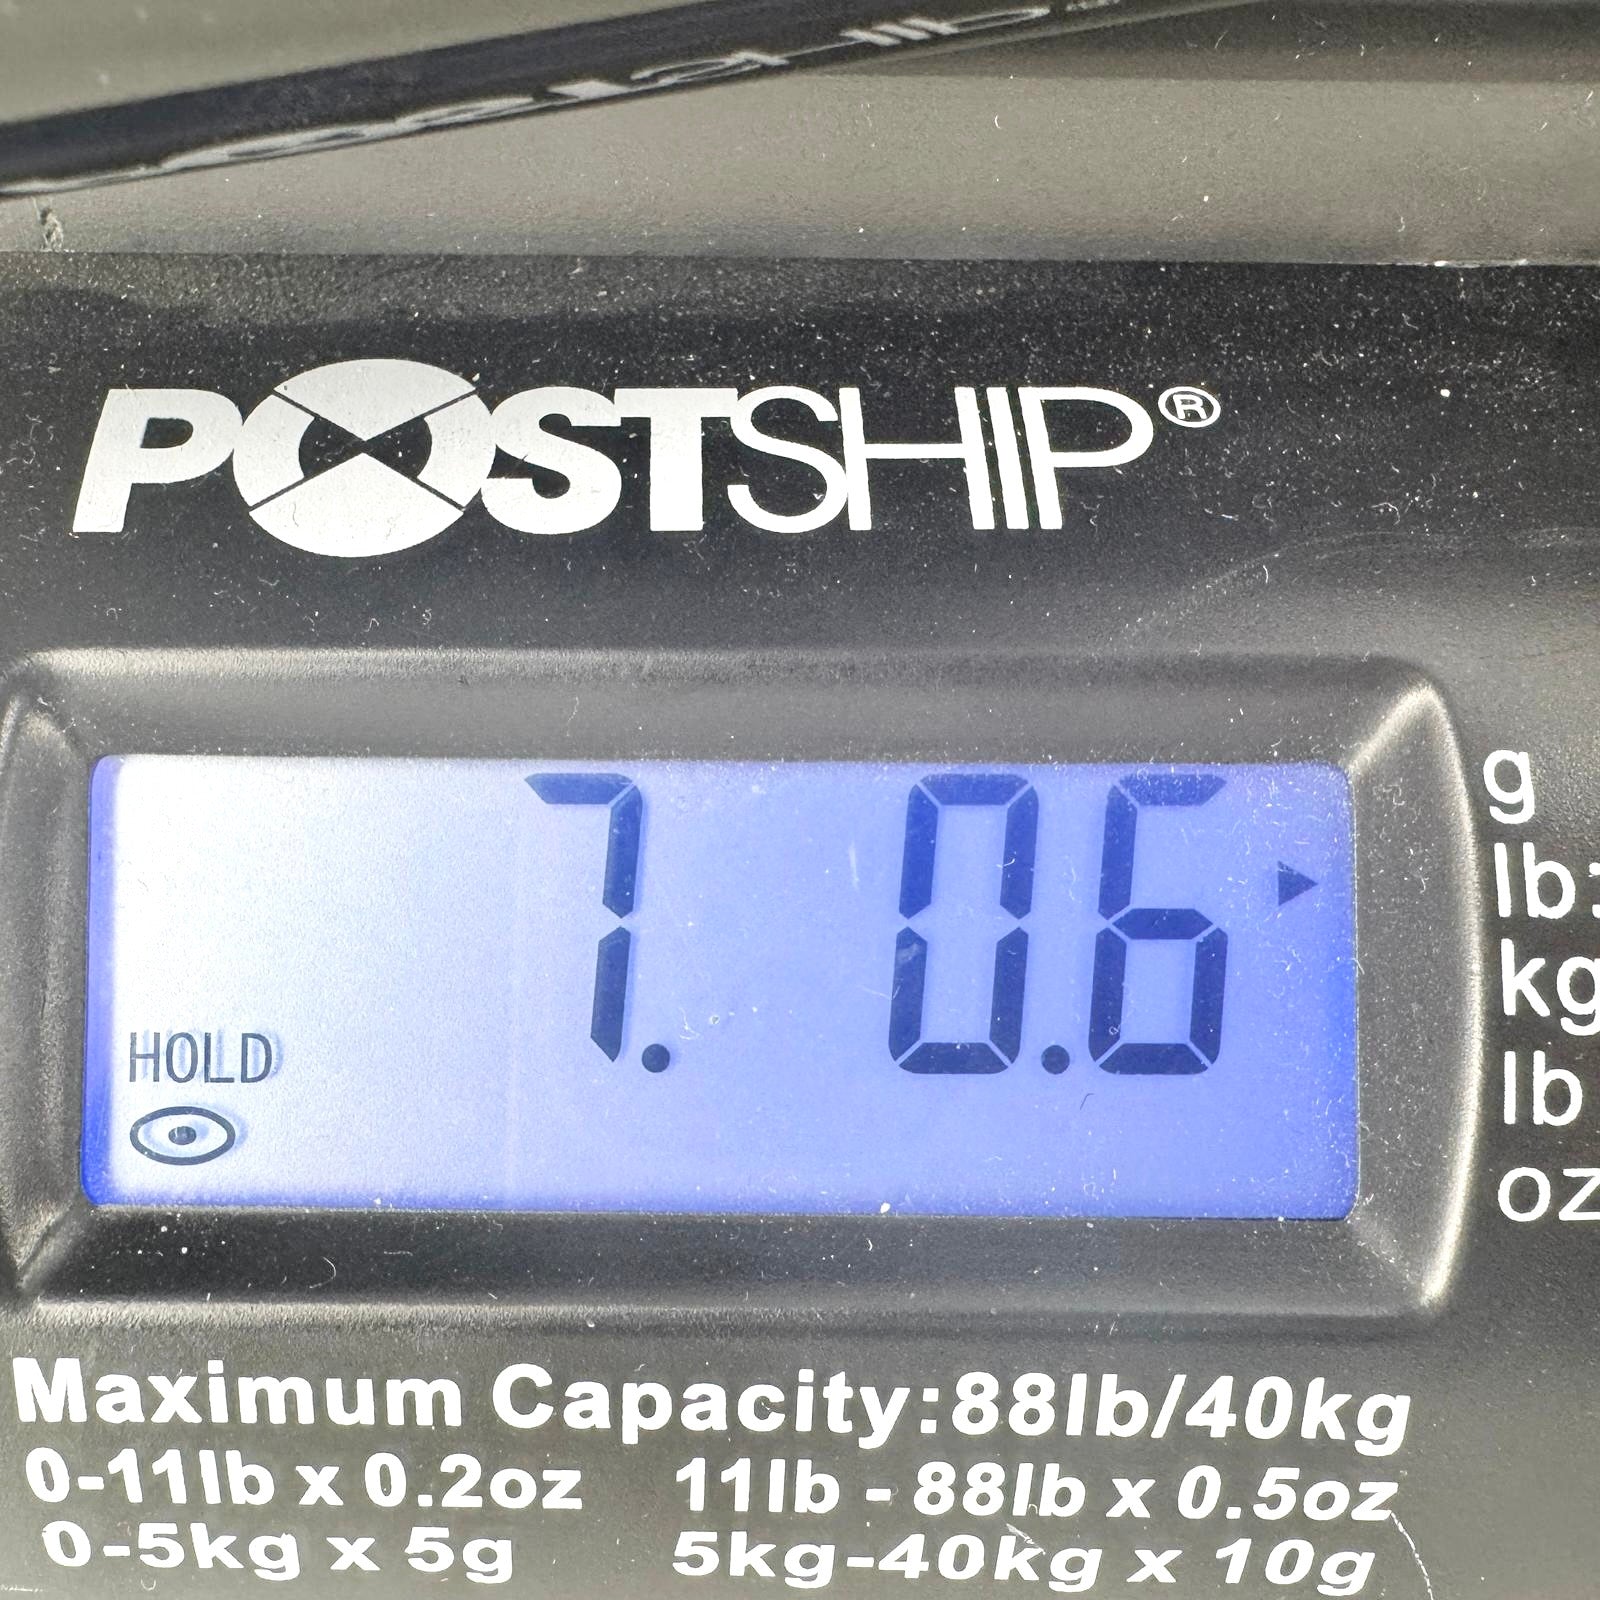 POSTSHIP®
7. 0.6
HOLD
g
lb:
kg
lb
oz
Maximum Capacity:88lb/40kg
0-11lb x 0.2oz 11lb - 88lb x 0.5oz
0-5kg x 5g 5kg-40kg x 10g